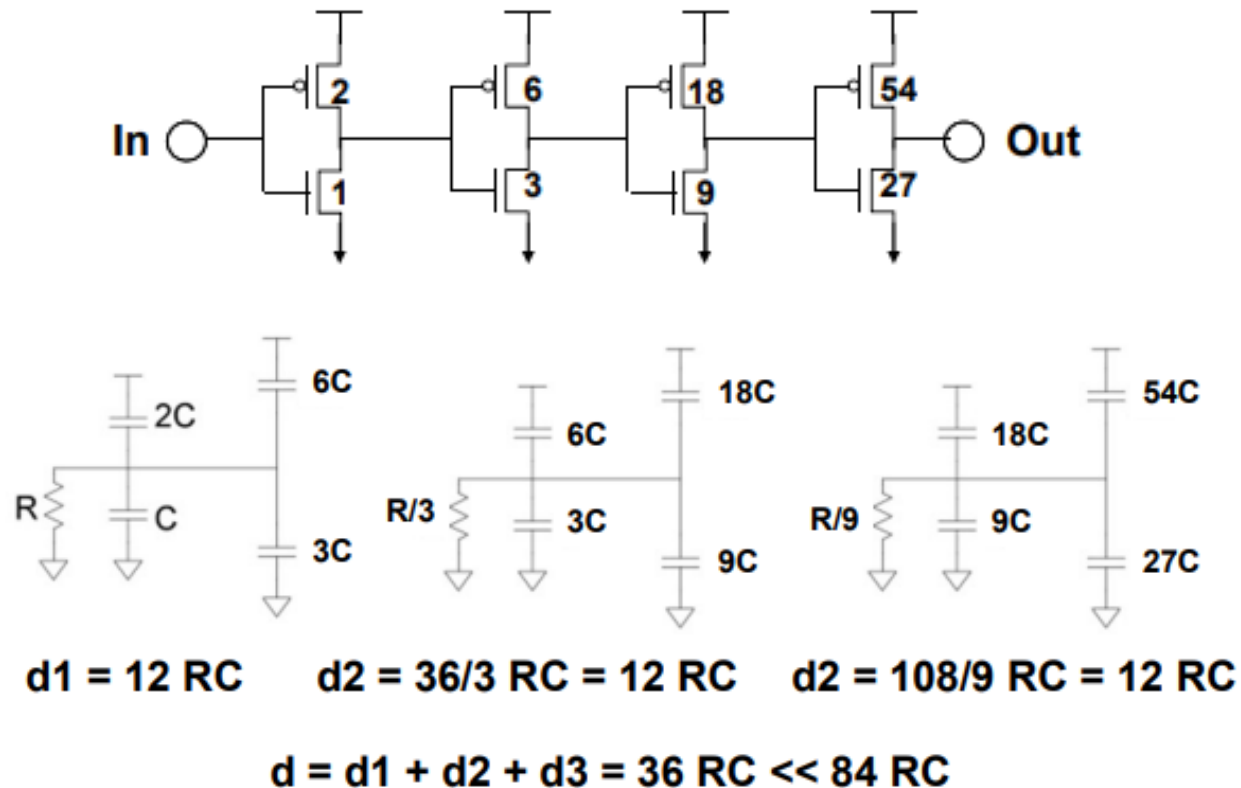 2
6
18
54
In
Out
1
3
9
27
6C
18C
54C
2C
6C
18C
R
C
R/3
3C
R/9
9C
3C
9C
27C
d1 = 12 RC
d2 = 36/3 RC = 12 RC
d2 = 108/9 RC = 12 RC
d = d1 + d2 + d3 = 36 RC << 84 RC